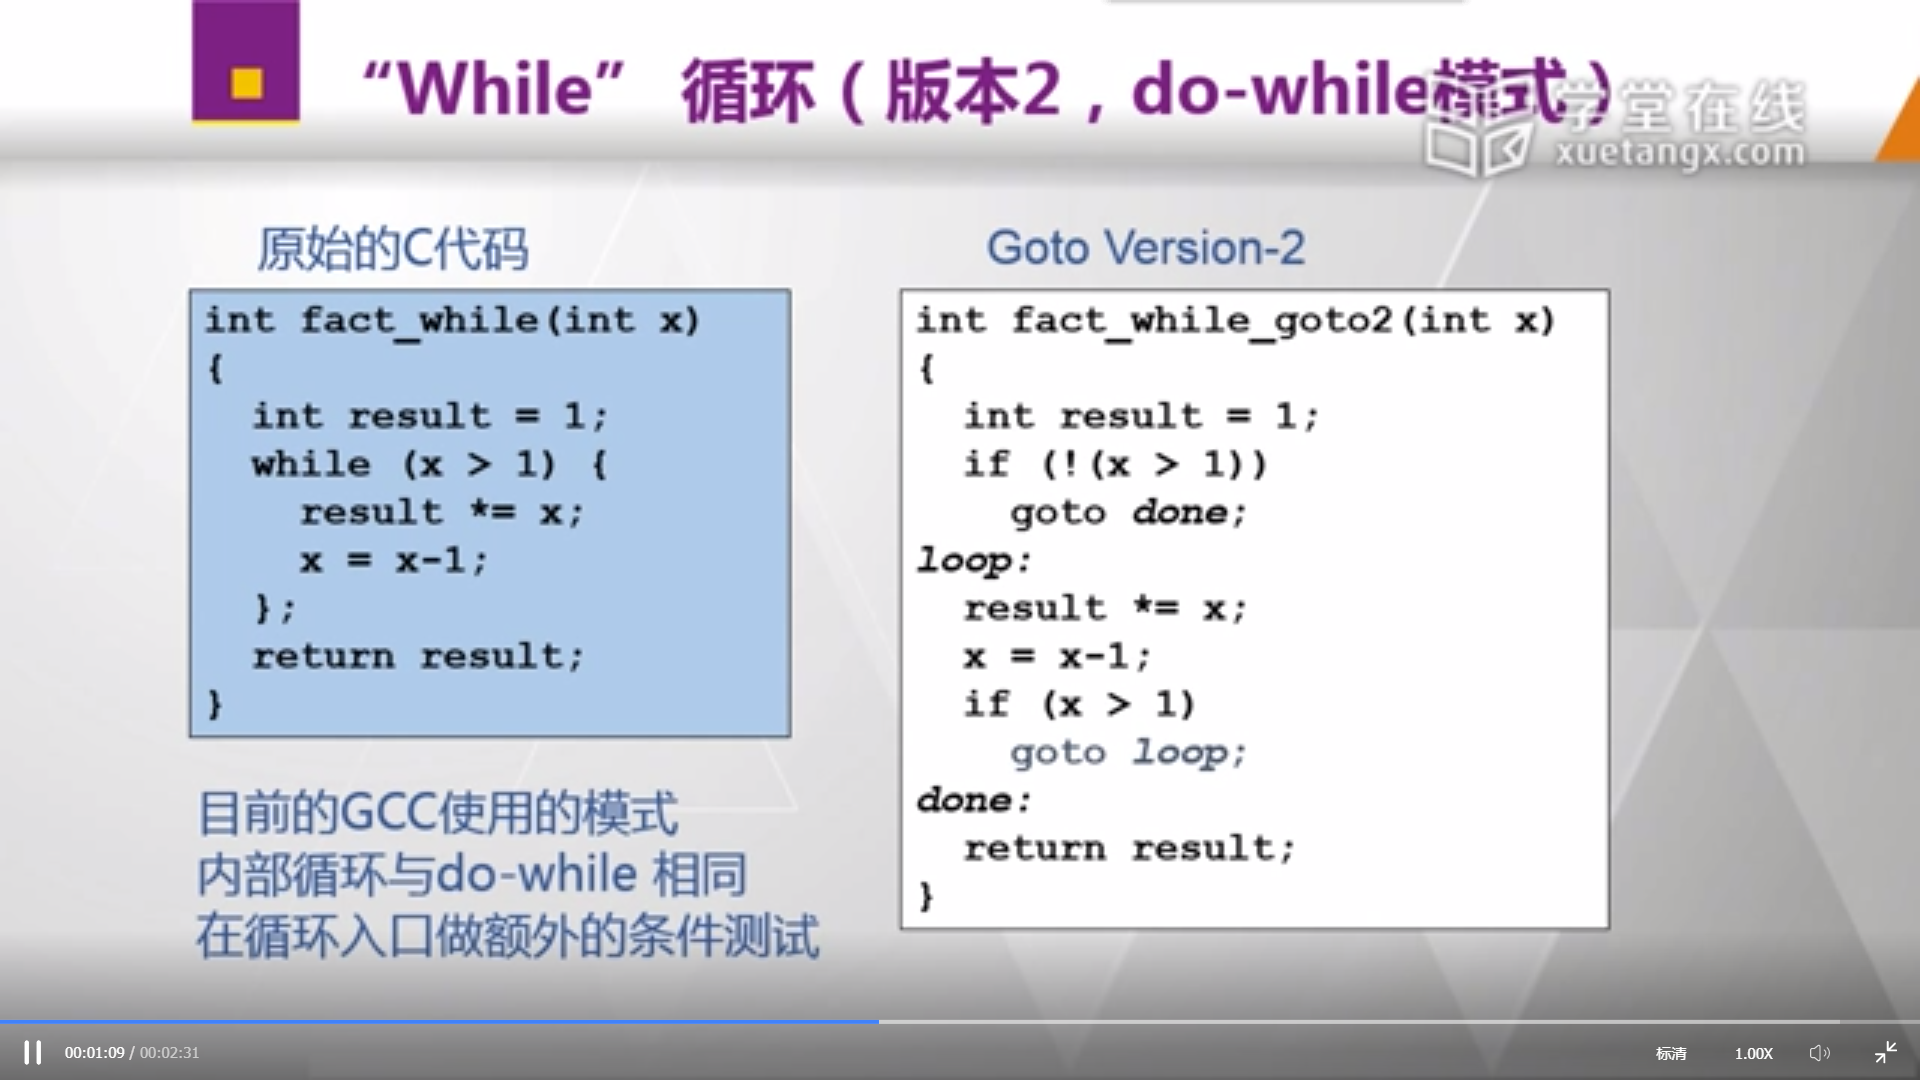 “While” 循环（版本2，do-while模式）
学堂在线
xuetangx.com
原始的C代码
int fact_while(int x)
{
  int result = 1;
  while (x > 1) {
    result *= x;
    x = x-1;
  };
  return result;
}
目前的GCC使用的模式
内部循环与do-while 相同
在循环入口做额外的条件测试
Goto Version-2
int fact_while_goto2(int x)
{
  int result = 1;
  if (!(x > 1))
    goto done;
loop:
  result *= x;
  x = x-1;
  if (x > 1)
    goto loop;
done:
  return result;
}
00:01:09 / 00:02:31
标清
1.00X